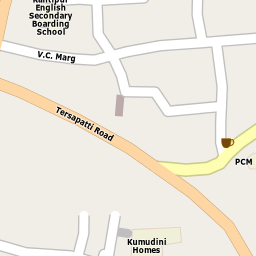 Kantipur
English
Secondary
Boarding
School
V.C. Marg
Tersapatti Road
PCM
Kumudini
Homes